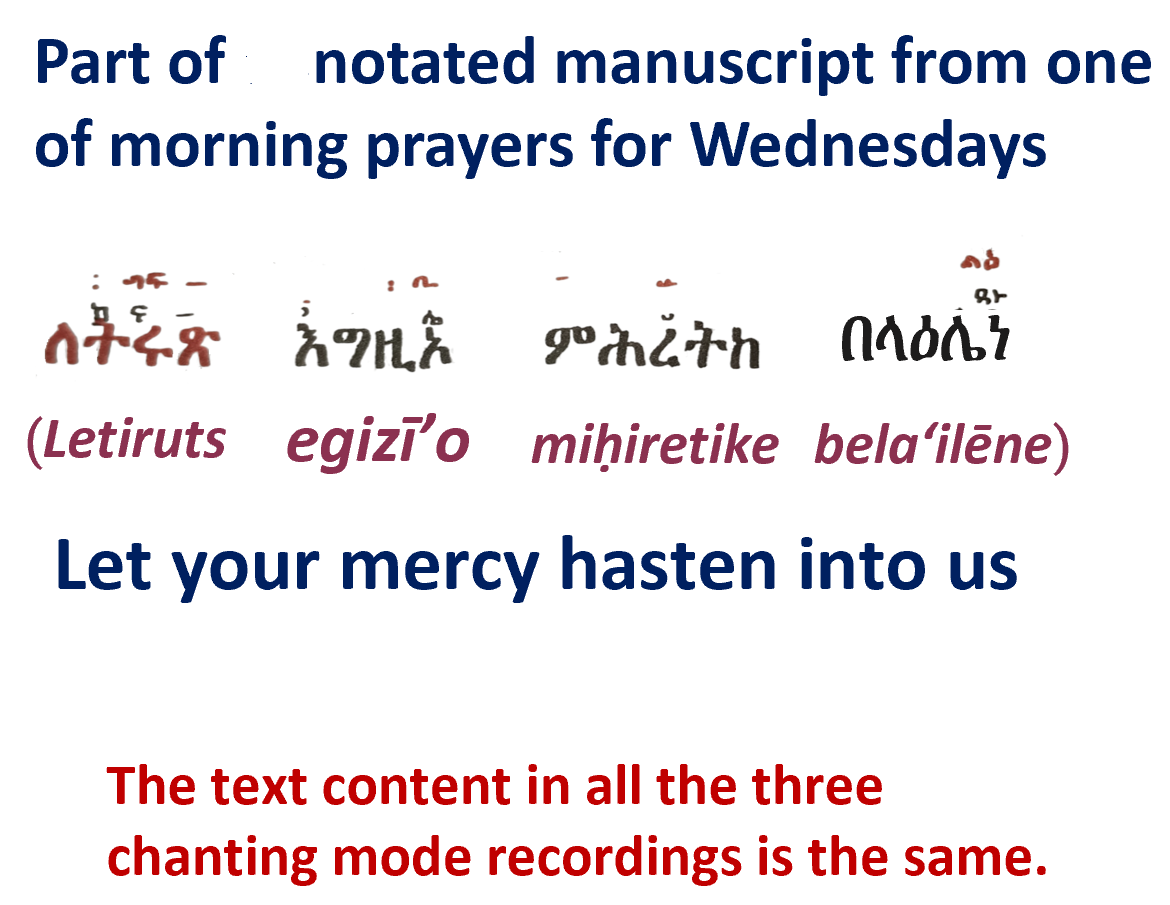 Part of notated manuscript from one
of morning prayers for Wednesdays
ለትሩጽ እግዚኦ ምሕረትከ በላዕሌነ
(Letiruts egizī’o miḥiretike bela‘ilēne)
Let your mercy hasten into us
The text content in all the three
chanting mode recordings is the same.